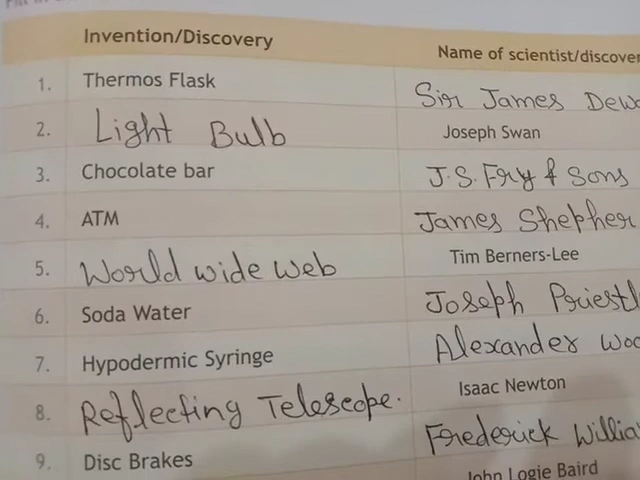 Invention/Discovery Name of scientist/discover
1. Thermos Flask Sir James Dewa
2. Light Bulb Joseph Swan
3. Chocolate bar J.S. Fry & Sons
4. ATM James Shepher
5. World wide web Tim Berners-Lee
6. Soda Water Joseph Priestl
7. Hypodermic Syringe Alexander Woo
8. Reflecting Telescope. Isaac Newton
9. Disc Brakes Frederick Willia
John Logie Baird